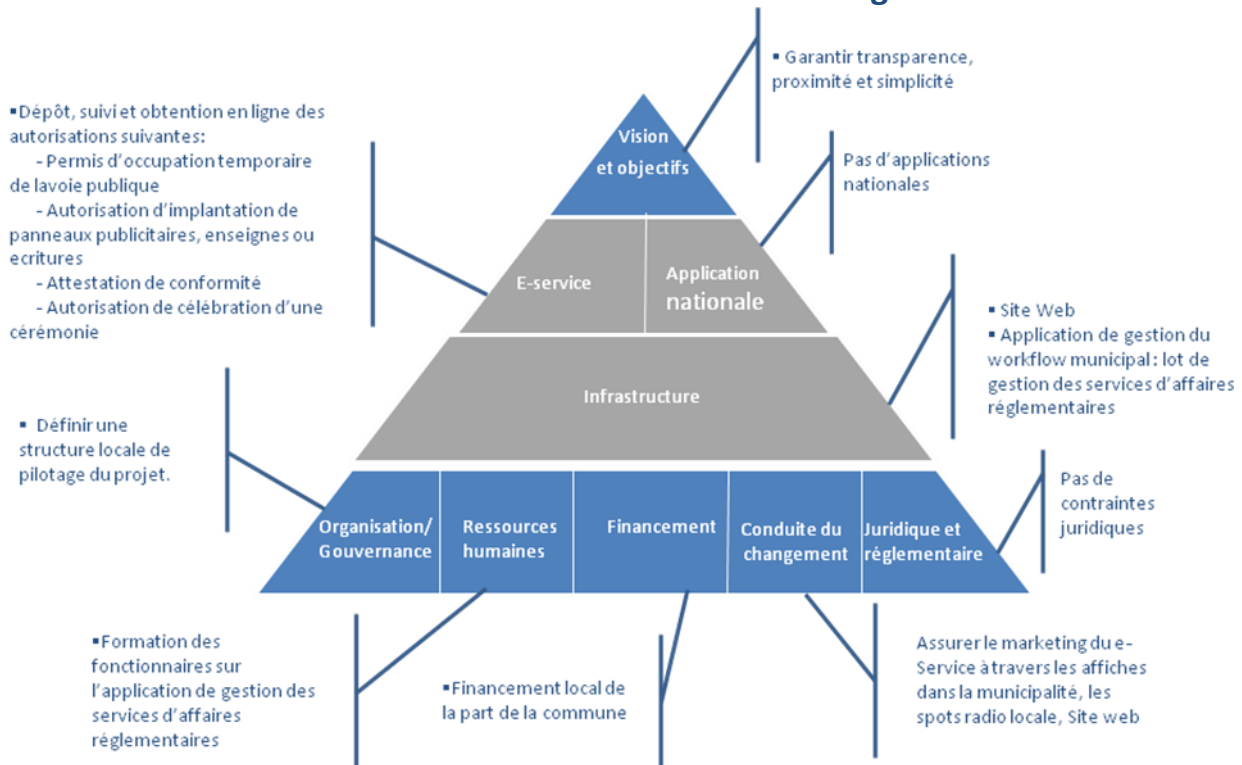 ▪ Garantir transparence,
proximité et simplicité
▪Dépôt, suivi et obtention en ligne des
autorisations suivantes:
- Permis d'occupation temporaire
de lavoie publique
- Autorisation d'implantation de
panneaux publicitaires, enseignes ou
ecritures
- Attestation de conformité
- Autorisation de célébration d'une
cérémonie
Vision
et objectifs
Pas d'applications
nationales
E-service
Application
nationale
▪ Site Web
▪ Application de gestion du
workflow municipal : lot de
gestion des services d'affaires
réglementaires
Infrastructure
▪ Définir une
structure locale de
pilotage du projet.
Organisation/
Gouvernance
Ressources
humaines
Financement
Conduite du
changement
Juridique et
réglementaire
Pas de
contraintes
juridiques
▪Formation des
fonctionnaires sur
l'application de gestion des
services d'affaires
réglementaires
▪Financement local de
la part de la commune
Assurer le marketing du e-
Service à travers les affiches
dans la municipalité, les
spots radio locale, Site web